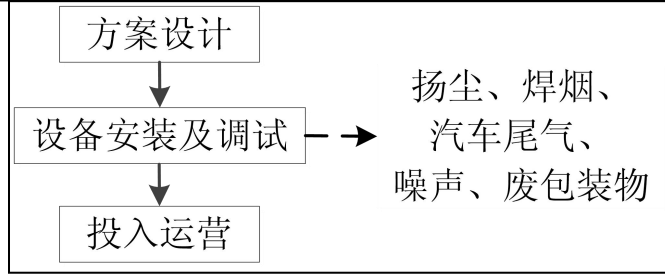 方案设计
设备安装及调试
扬尘、焊烟、
汽车尾气、
噪声、废包装物
投入运营